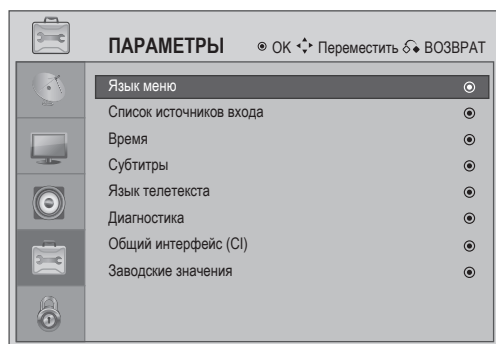 ПАРАМЕТРЫ OK Переместить ВОЗВРАТ
Язык меню
Список источников входа
Время
Субтитры
Язык телетекста
Диагностика
Общий интерфейс (CI)
Заводские значения